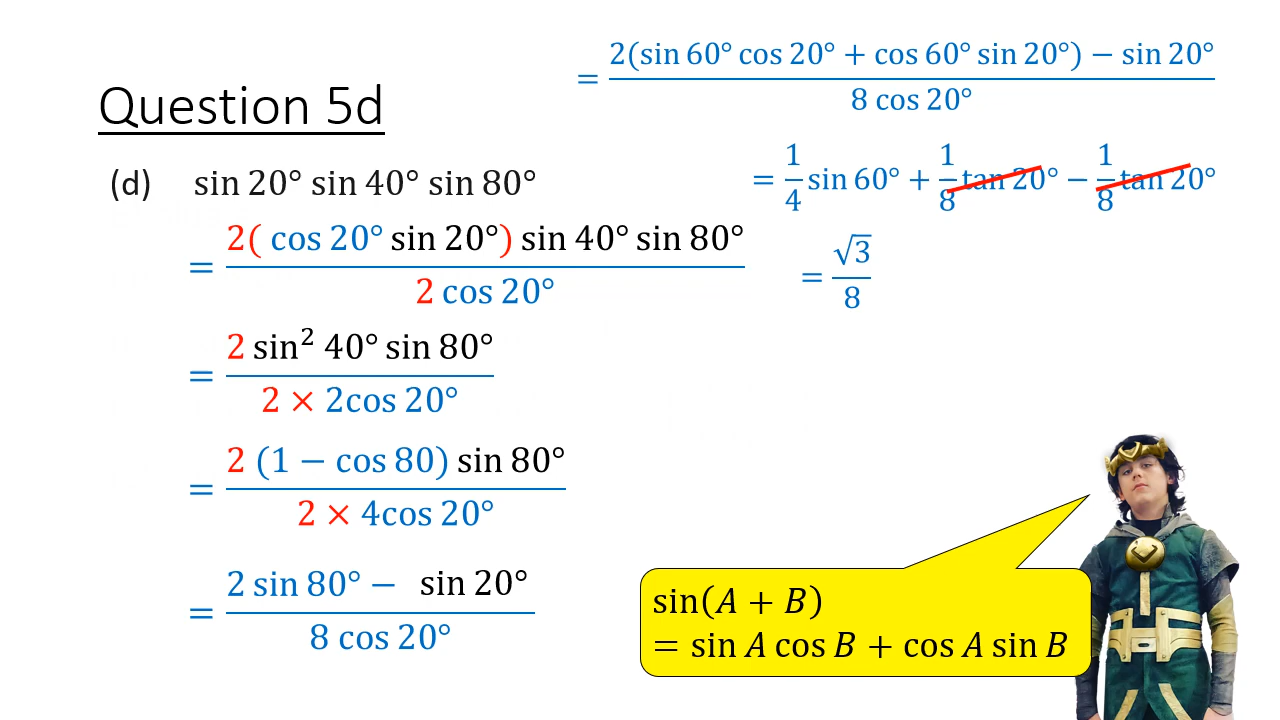 Question 5d
(d) sin 20° sin 40° sin 80°
= 2( cos 20° sin 20°) sin 40° sin 80° / 2 cos 20°
= 2 sin² 40° sin 80° / 2 × 2cos 20°
= 2 (1 − cos 80) sin 80° / 2 × 4cos 20°
= 2 sin 80° − sin 20° / 8 cos 20°
= 2(sin 60° cos 20° + cos 60° sin 20°) − sin 20° / 8 cos 20°
= 1/4 sin 60° + 1/8 tan 20° − 1/8 tan 20°
= √3 / 8
sin(A + B)
= sin A cos B + cos A sin B